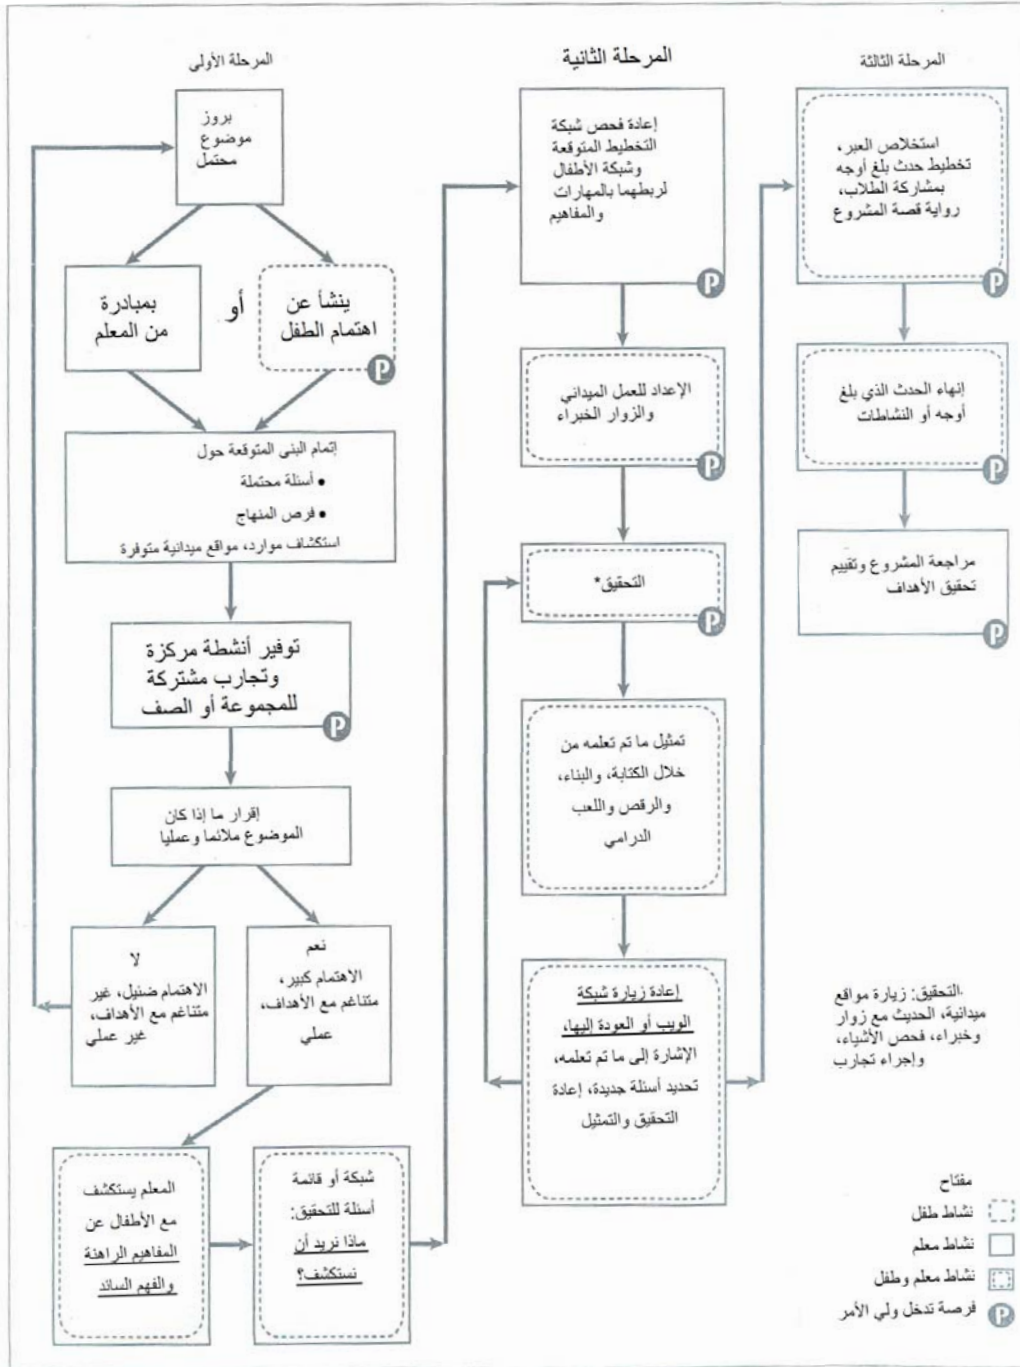 المرحلة الأولى
بروز
موضوع
محتمل
ينشأ عن
اهتمام الطفل
P
أو
بمبادرة
من المعلم
إتمام البنى المتوقعة حول
• أسئلة محتملة
• فرص المنهاج
استكشاف موارد، مواقع ميدانية متوفرة
توفير أنشطة مركزة
وتجارب مشتركة
للمجموعة أو الصف
P
إقرار ما إذا كان
الموضوع ملائما وعمليا
نعم
الاهتمام كبير،
متناغم مع الأهداف،
عملي
لا
الاهتمام ضئيل، غير
متناغم مع الأهداف،
غير عملي
المعلم يستكشف
مع الأطفال عن
المفاهيم الراهنة
والفهم السائد
شبكة أو قائمة
أسئلة للتحقيق:
ماذا نريد أن
نستكشف؟
المرحلة الثانية
إعادة فحص شبكة
التخطيط المتوقعة
وشبكة الأطفال
لربطهما بالمهارات
والمفاهيم
P
الإعداد للعمل الميداني
والزوار الخبراء
P
التحقيق*
P
تمثيل ما تم تعلمه من
خلال الكتابة، والبناء،
والرقص واللعب
الدرامي
إعادة زيارة شبكة
الويب أو العودة إليها،
الإشارة إلى ما تم تعلمه،
تحديد أسئلة جديدة، إعادة
التحقيق والتمثيل
المرحلة الثالثة
استخلاص العبر،
تخطيط حدث بلغ أوجه
بمشاركة الطلاب،
رواية قصة المشروع
P
إنهاء الحدث الذي بلغ
أوجه أو النشاطات
P
مراجعة المشروع وتقييم
تحقيق الأهداف
P
التحقيق: زيارة مواقع
ميدانية، الحديث مع زوار
وخبراء، فحص الأشياء،
وإجراء تجارب
مفتاح
نشاط طفل
نشاط معلم
نشاط معلم وطفل
P فرصة تدخل ولي الأمر